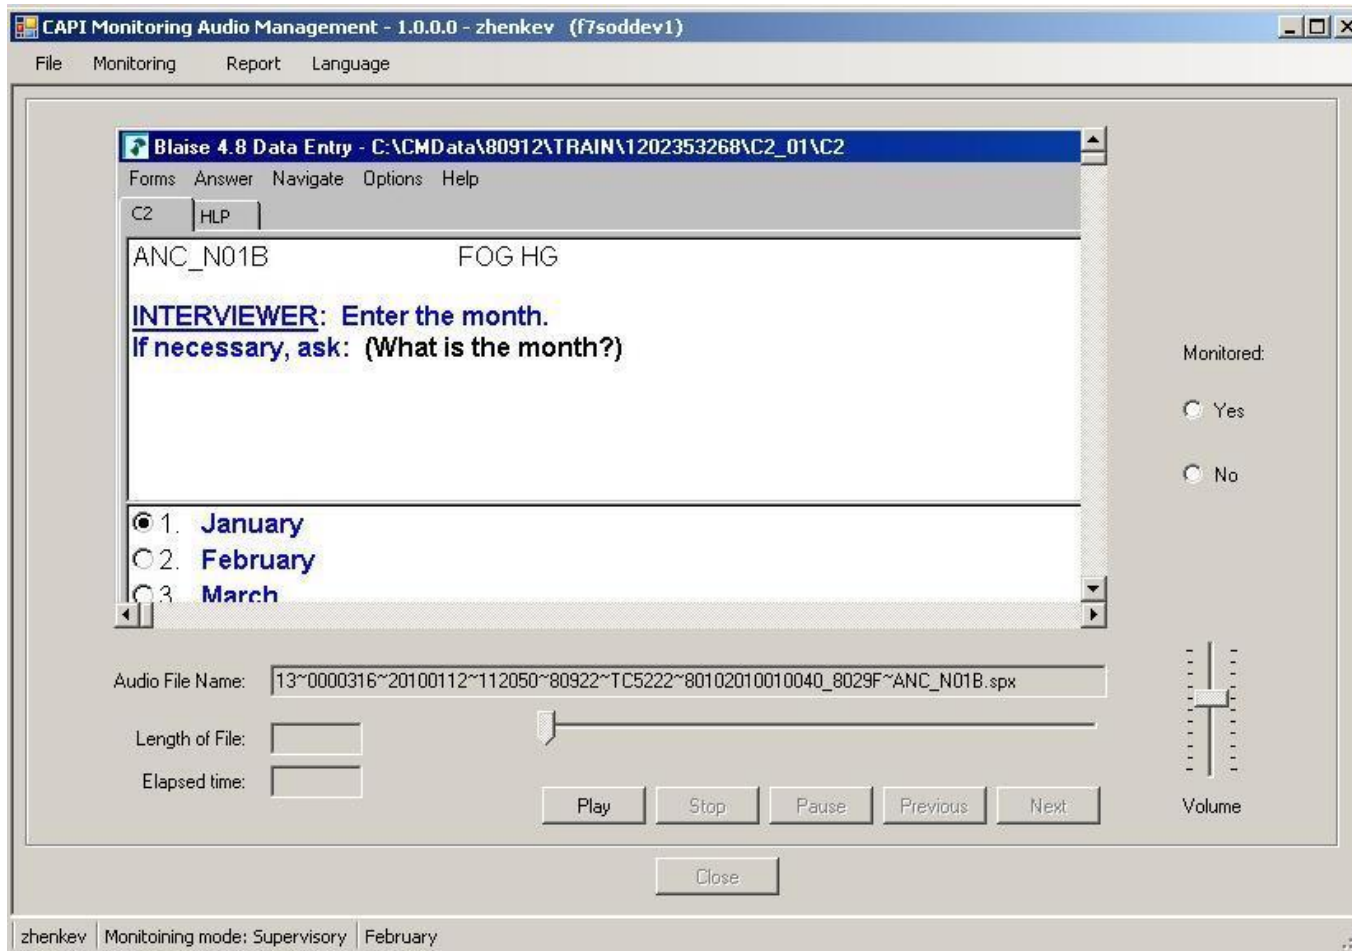 CAPI Monitoring Audio Management - 1.0.0.0 - zhenkev (f7soddev1)
File Monitoring Report Language
Blaise 4.8 Data Entry - C:\CMData\80912\TRAIN\1202353268\C2_01\C2
Forms Answer Navigate Options Help
C2 HLP
ANC_N01B FOG HG
INTERVIEWER: Enter the month.
If necessary, ask: (What is the month?)
Monitored:
Yes
No
1. January
2. February
3. March
Audio File Name: 13~0000316~20100112~112050~80922~TC5222~80102010010040_8029F~ANC_N01B.spx
Length of File:
Elapsed time:
Play Stop Pause Previous Next
Volume
Close
zhenkev Monitoining mode: Supervisory February